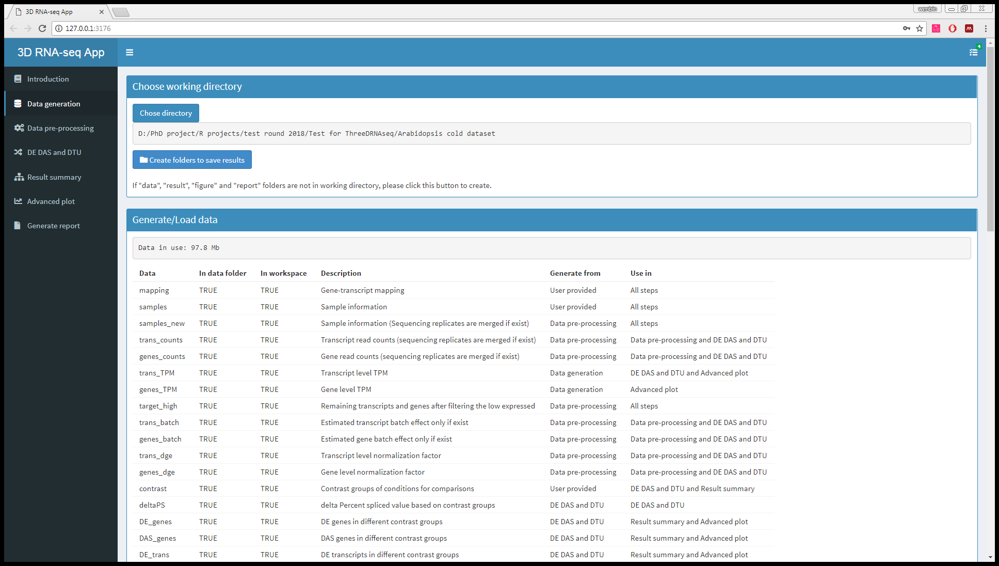 3D RNA-seq App
wenbin
127.0.0.1:3176
3D RNA-seq App
4
Introduction
Data generation
Data pre-processing
DE DAS and DTU
Result summary
Advanced plot
Generate report
Choose working directory
Chose directory
D:/PhD project/R projects/test round 2018/Test for ThreeDRNAseq/Arabidopsis cold dataset
Create folders to save results
If "data", "result", "figure" and "report" folders are not in working directory, please click this button to create.
Generate/Load data
Data in use: 97.8 Mb
Data In data folder In workspace Description Generate from Use in
mapping TRUE TRUE Gene-transcript mapping User provided All steps
samples TRUE TRUE Sample information User provided All steps
samples_new TRUE TRUE Sample information (Sequencing replicates are merged if exist) Data pre-processing All steps
trans_counts TRUE TRUE Transcript read counts (sequencing replicates are merged if exist) Data pre-processing Data pre-processing and DE DAS and DTU
genes_counts TRUE TRUE Gene read counts (sequencing replicates are merged if exist) Data pre-processing Data pre-processing and DE DAS and DTU
trans_TPM TRUE TRUE Transcript level TPM Data generation DE DAS and DTU and Advanced plot
genes_TPM TRUE TRUE Gene level TPM Data generation Advanced plot
target_high TRUE TRUE Remaining transcripts and genes after filtering the low expressed Data pre-processing All steps
trans_batch TRUE TRUE Estimated transcript batch effect only if exist Data pre-processing Data pre-processing and DE DAS and DTU
genes_batch TRUE TRUE Estimated gene batch effect only if exist Data pre-processing Data pre-processing and DE DAS and DTU
trans_dge TRUE TRUE Transcript level normalization factor Data pre-processing Data pre-processing and DE DAS and DTU
genes_dge TRUE TRUE Gene level normalization factor Data pre-processing Data pre-processing and DE DAS and DTU
contrast TRUE TRUE Contrast groups of conditions for comparisons User provided DE DAS and DTU and Result summary
deltaPS TRUE TRUE delta Percent spliced value based on contrast groups DE DAS and DTU DE DAS and DTU
DE_genes TRUE TRUE DE genes in different contrast groups DE DAS and DTU Result summary and Advanced plot
DAS_genes TRUE TRUE DAS genes in different contrast groups DE DAS and DTU Result summary and Advanced plot
DE_trans TRUE TRUE DE transcripts in different contrast groups DE DAS and DTU Result summary and Advanced plot